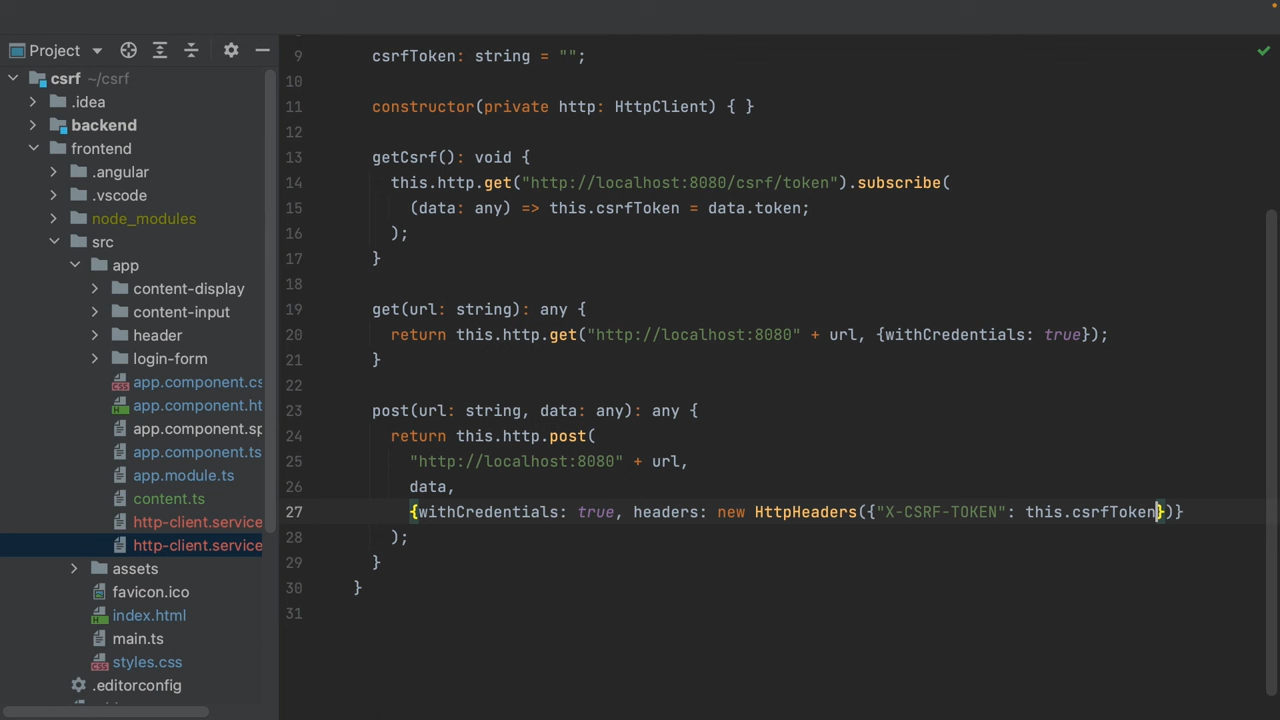 Project
csrf ~/csrf
.idea
backend
frontend
.angular
.vscode
node_modules
src
app
content-display
content-input
header
login-form
app.component.cs
app.component.ht
app.component.sp
app.component.ts
app.module.ts
content.ts
http-client.service
http-client.service
assets
favicon.ico
index.html
main.ts
styles.css
.editorconfig
9 csrfToken: string = "";
10
11 constructor(private http: HttpClient) { }
12
13 getCsrf(): void {
14 this.http.get("http://localhost:8080/csrf/token").subscribe(
15 (data: any) => this.csrfToken = data.token;
16 );
17 }
18
19 get(url: string): any {
20 return this.http.get("http://localhost:8080" + url, {withCredentials: true});
21 }
22
23 post(url: string, data: any): any {
24 return this.http.post(
25 "http://localhost:8080" + url,
26 data,
27 {withCredentials: true, headers: new HttpHeaders({"X-CSRF-TOKEN": this.csrfToken})}
28 );
29 }
30 }
31